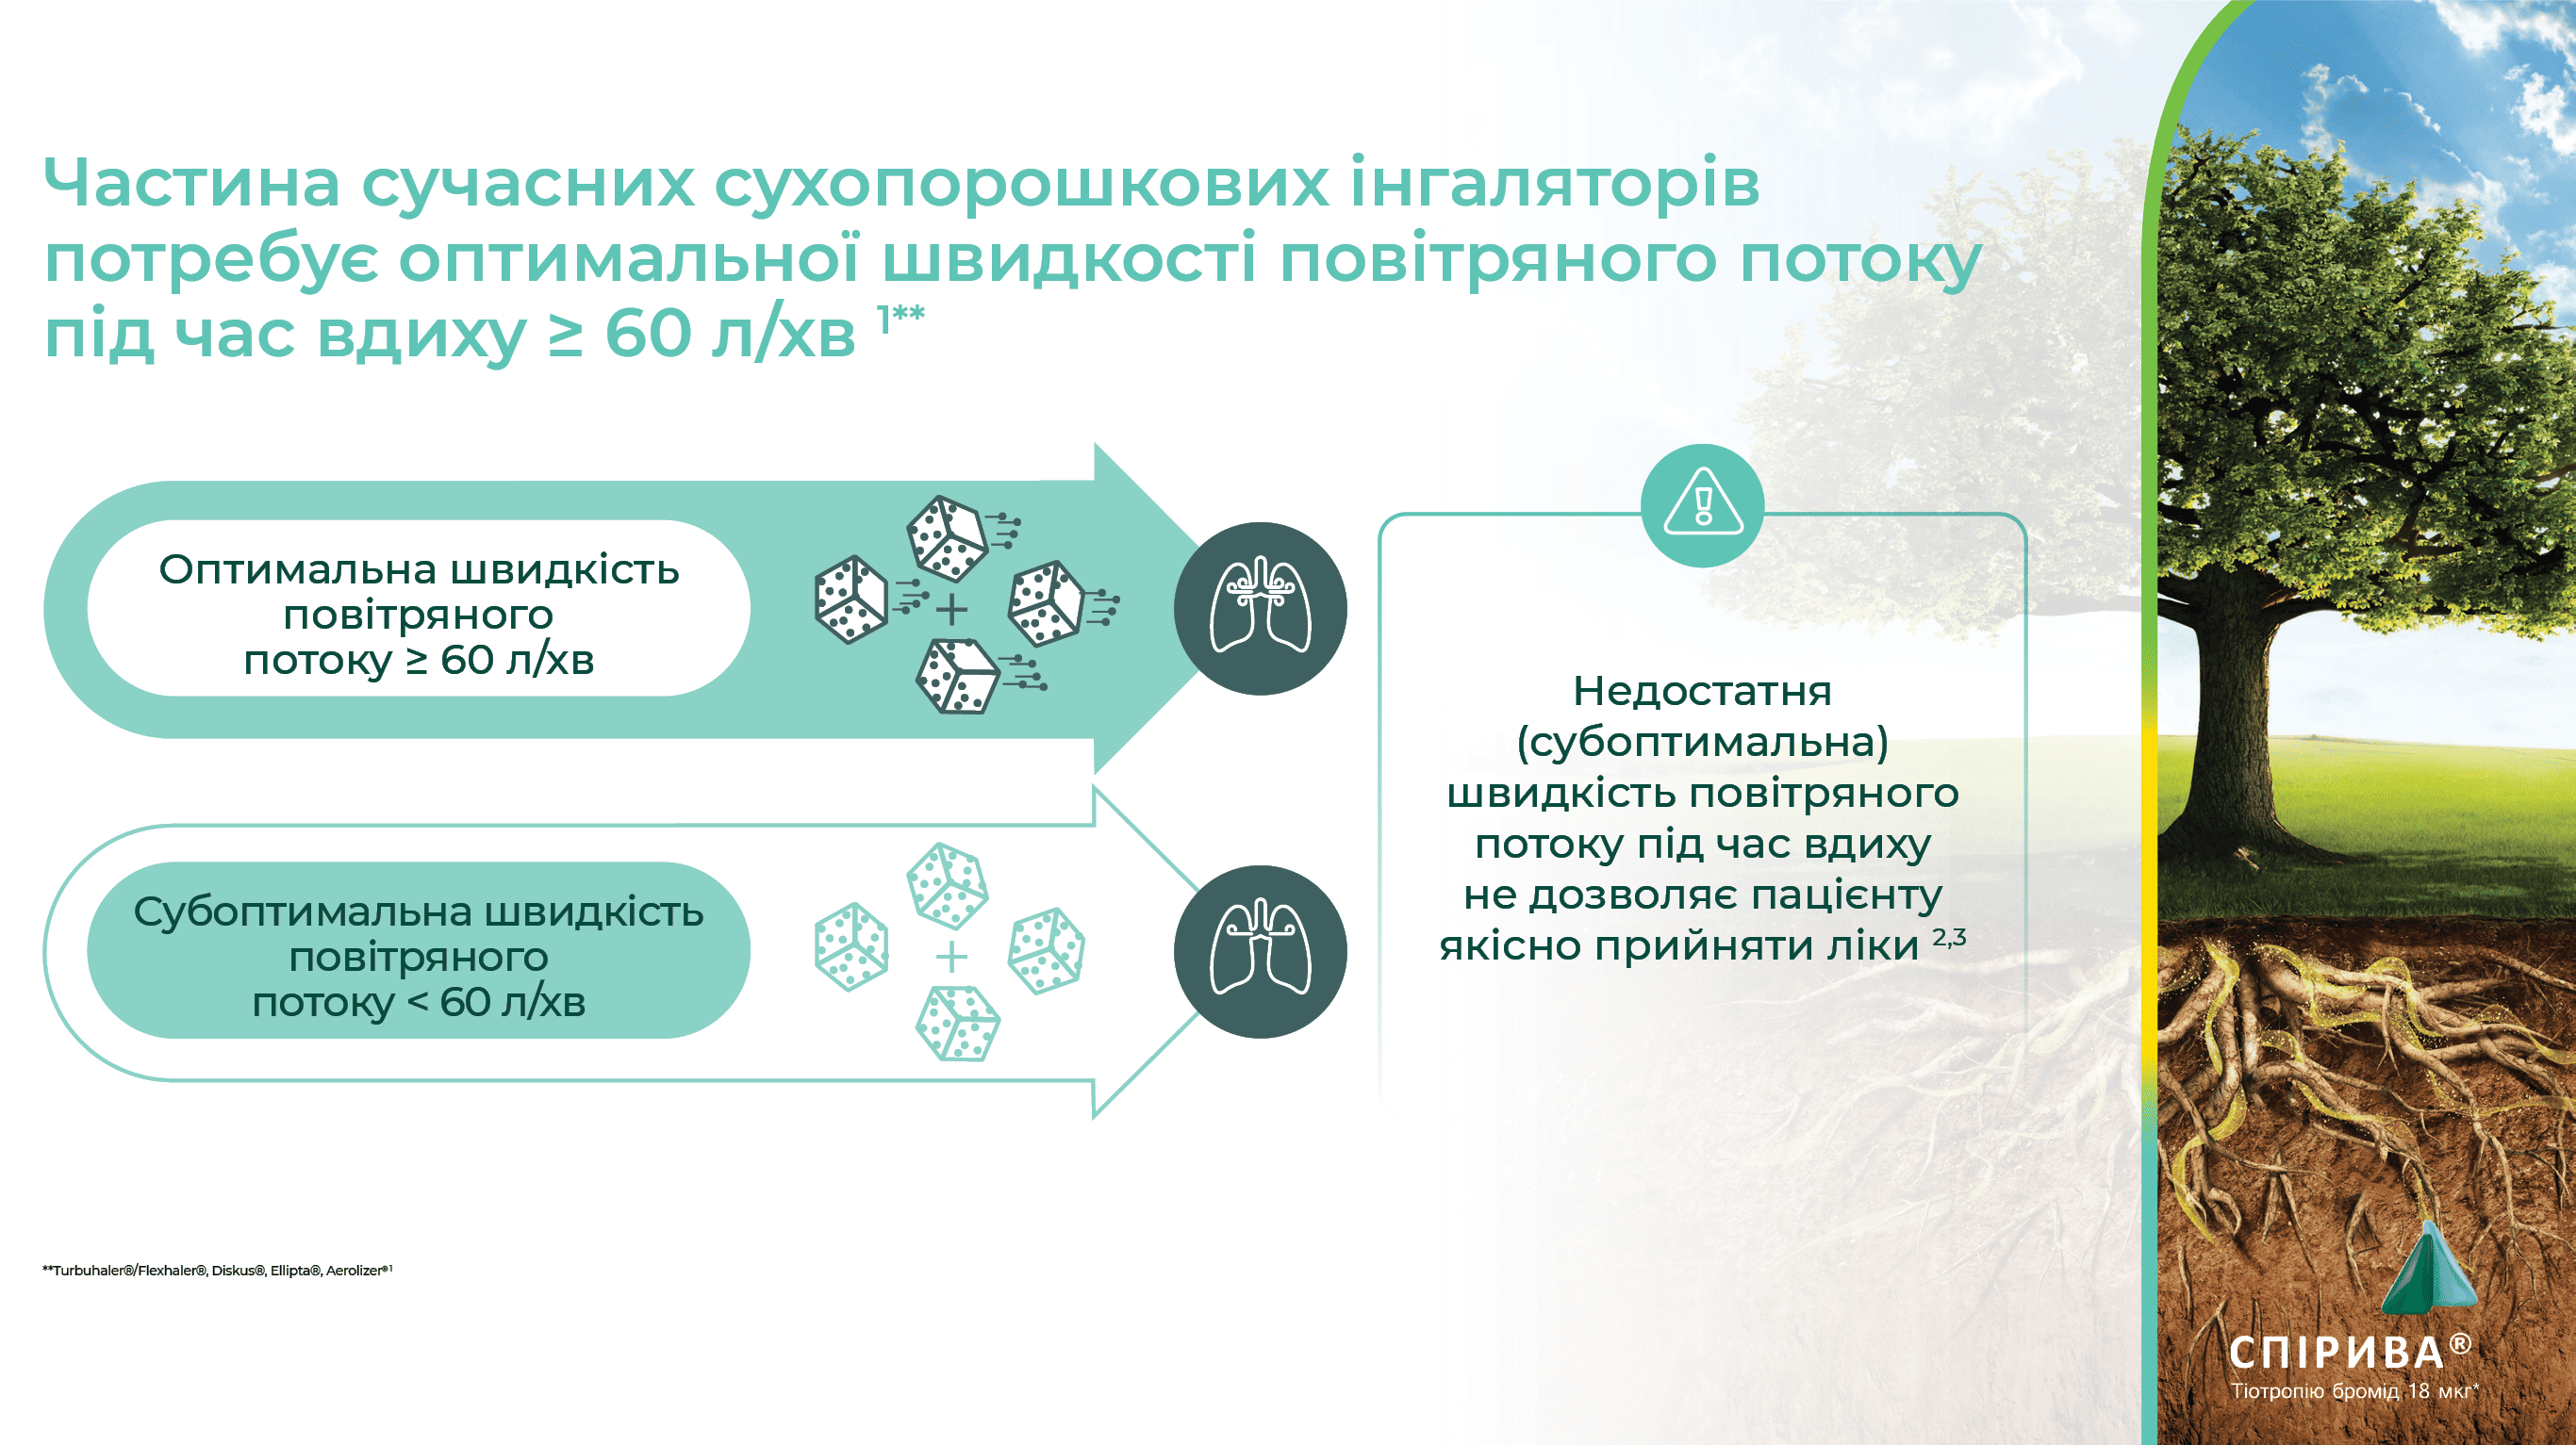 Частина сучасних сухопорошкових інгаляторів
потребує оптимальної швидкості повітряного потоку
під час вдиху ≥ 60 л/хв 1**
Оптимальна швидкість
повітряного
потоку ≥ 60 л/хв
Субоптимальна швидкість
повітряного
потоку < 60 л/хв
Недостатня
(субоптимальна)
швидкість повітряного
потоку під час вдиху
не дозволяє пацієнту
якісно прийняти ліки 2,3
**Turbuhaler®/Flexhaler®, Diskus®, Ellipta®, Aerolizer®1
СПІРИВА®
Тіотропію бромід 18 мкг*